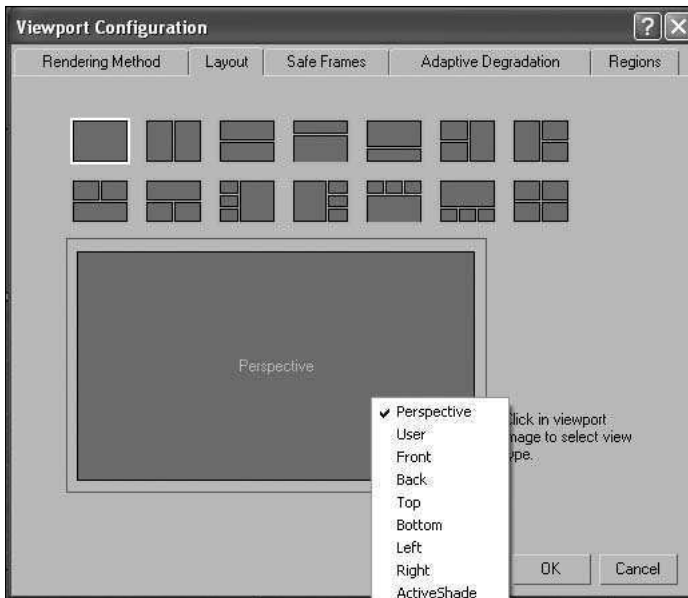 Viewport Configuration
Rendering Method Layout Safe Frames Adaptive Degradation Regions
Perspective
Perspective
User
Front
Back
Top
Bottom
Left
Right
ActiveShade
lick in viewport
nage to select view
ype.
OK Cancel